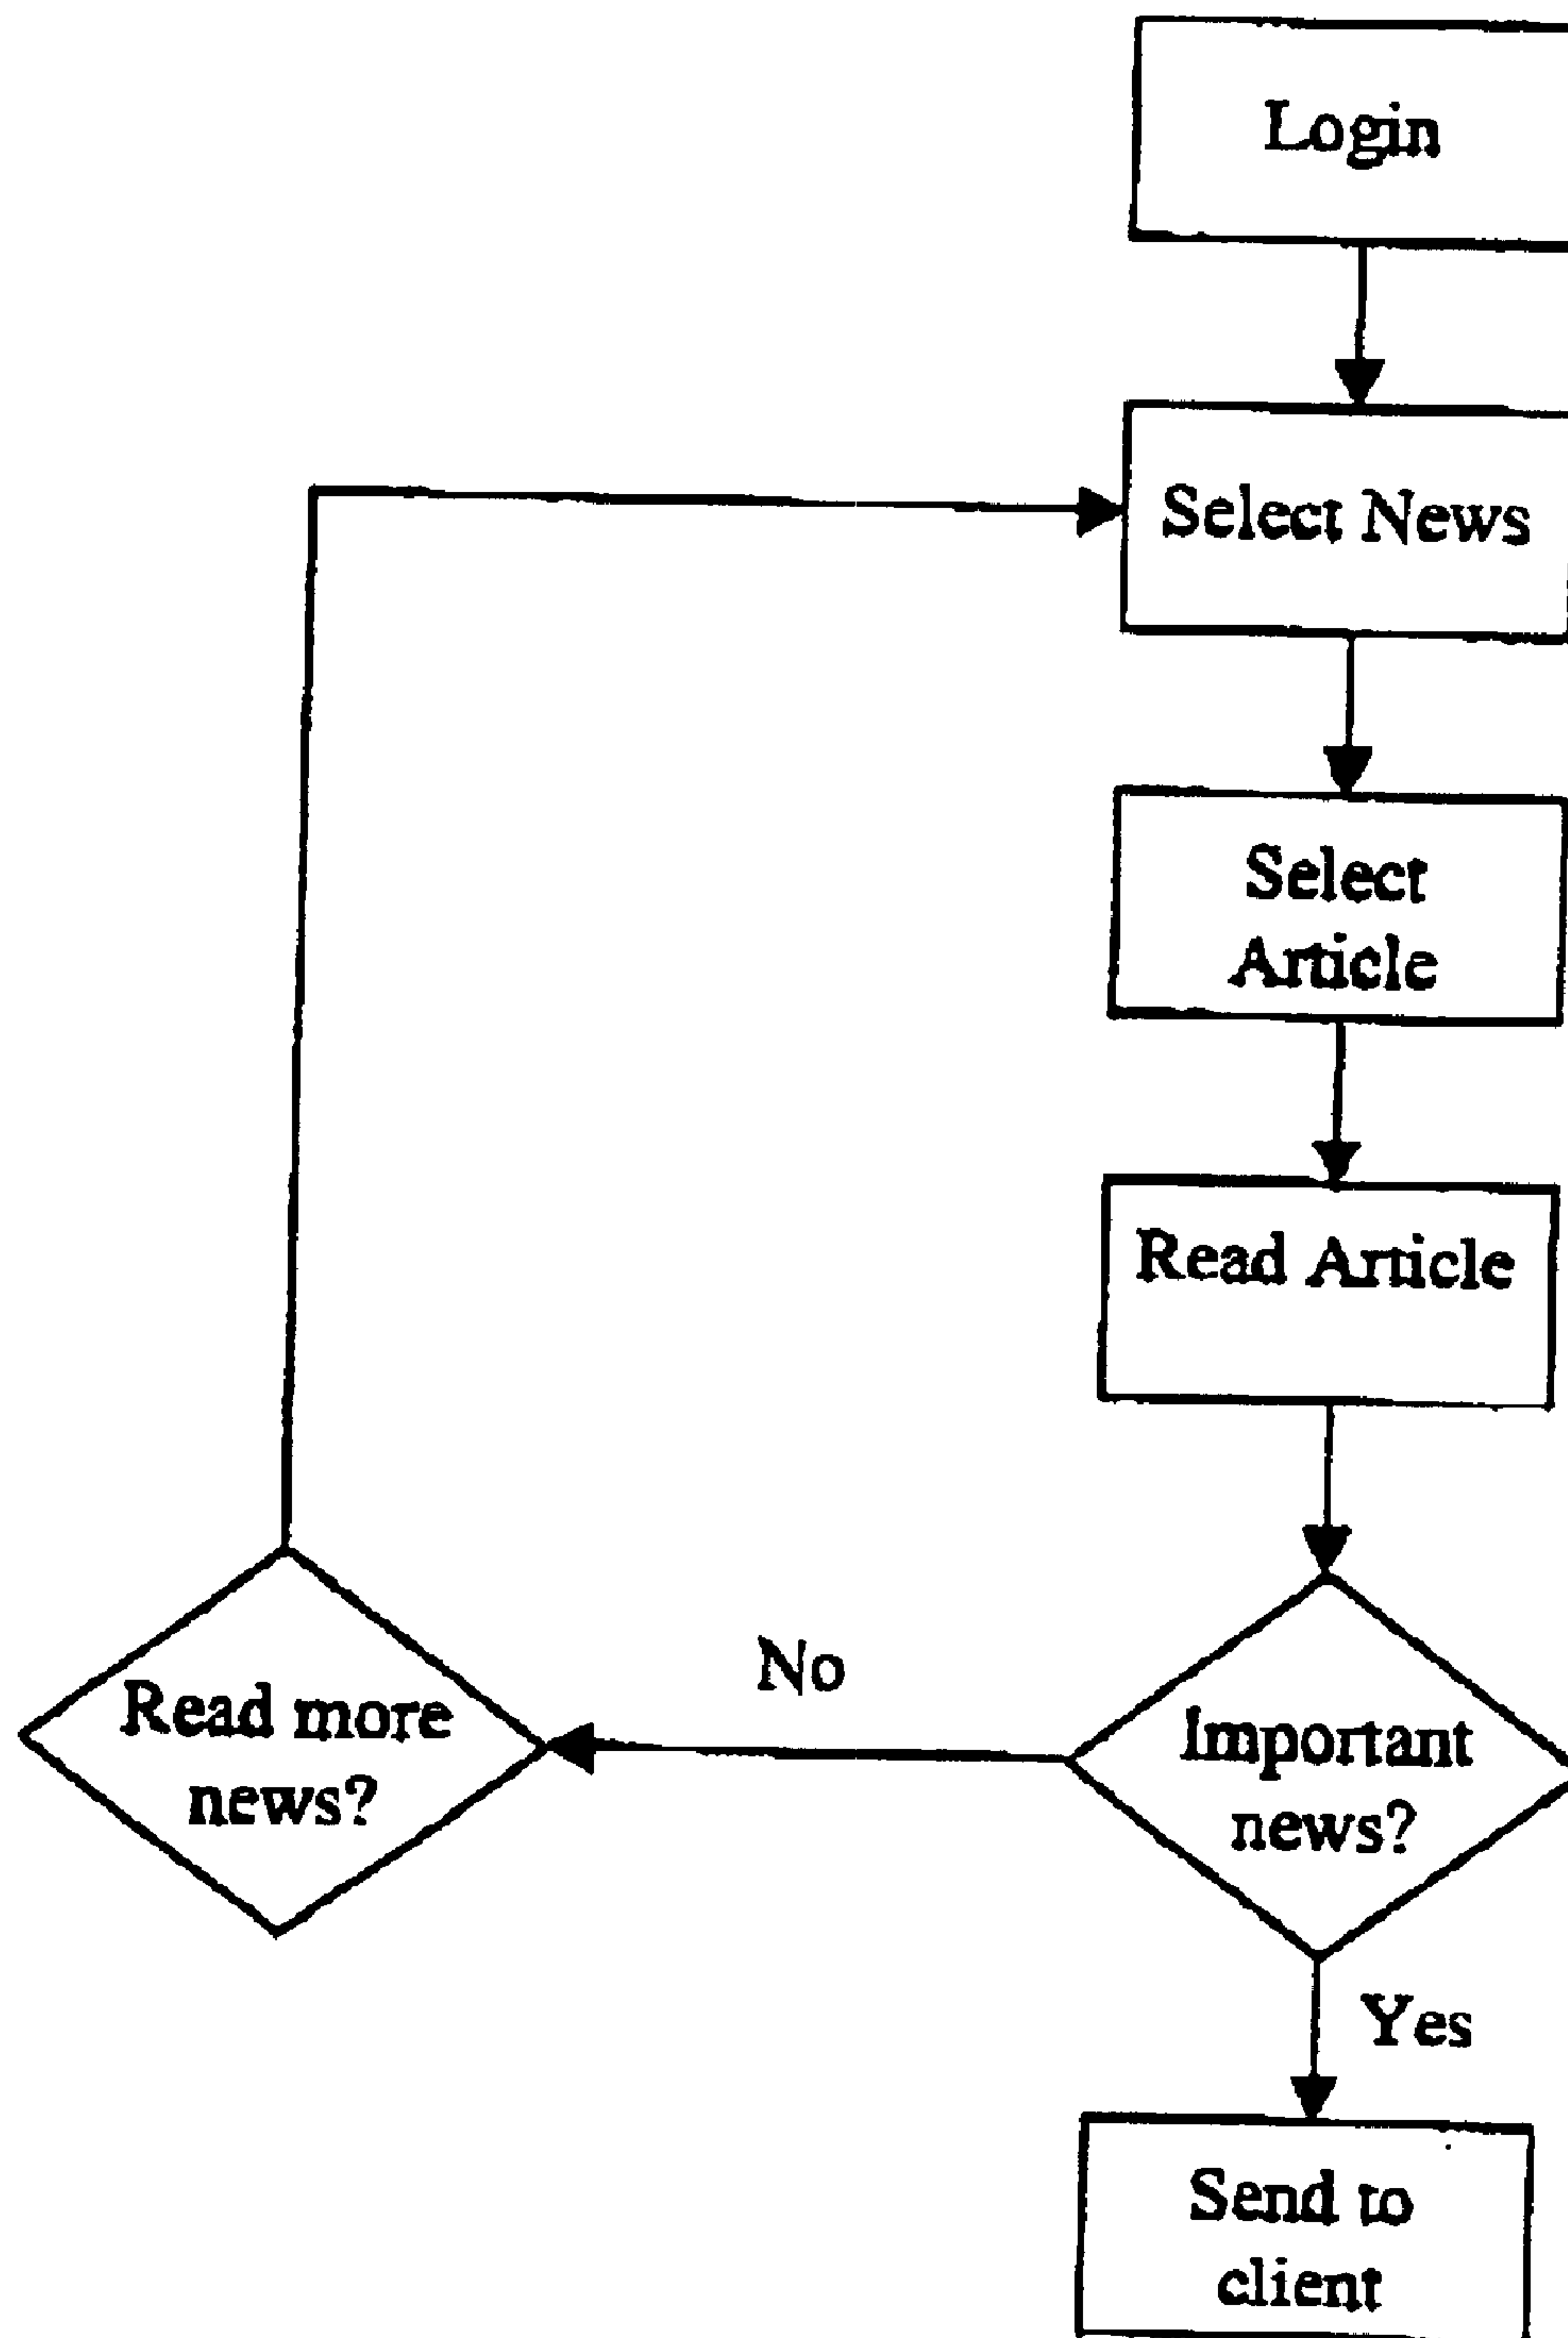 Login
Select News
Select
Article
Read Article
No
Read more
news?
Important
news?
Yes
Send to
client